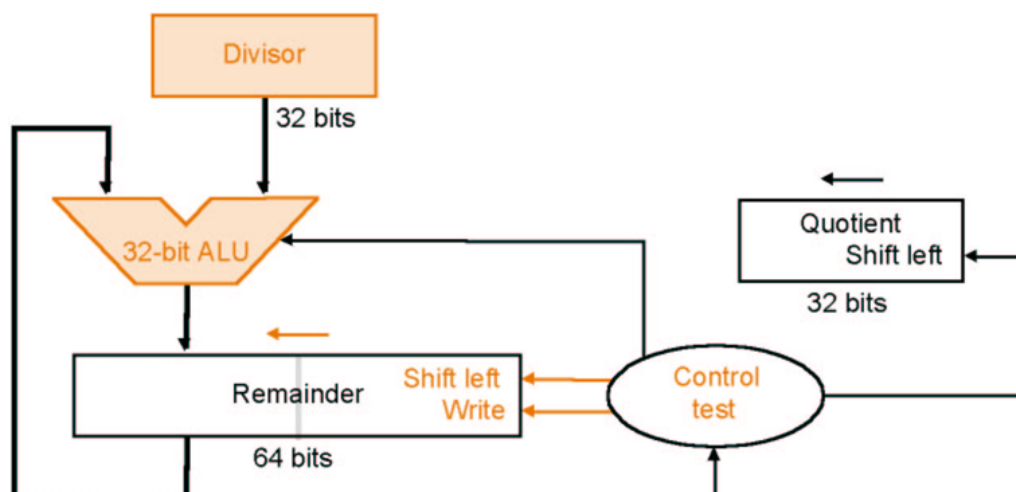 Divisor
32 bits
32-bit ALU
Quotient
Shift left
32 bits
Remainder
Shift left
Write
64 bits
Control
test